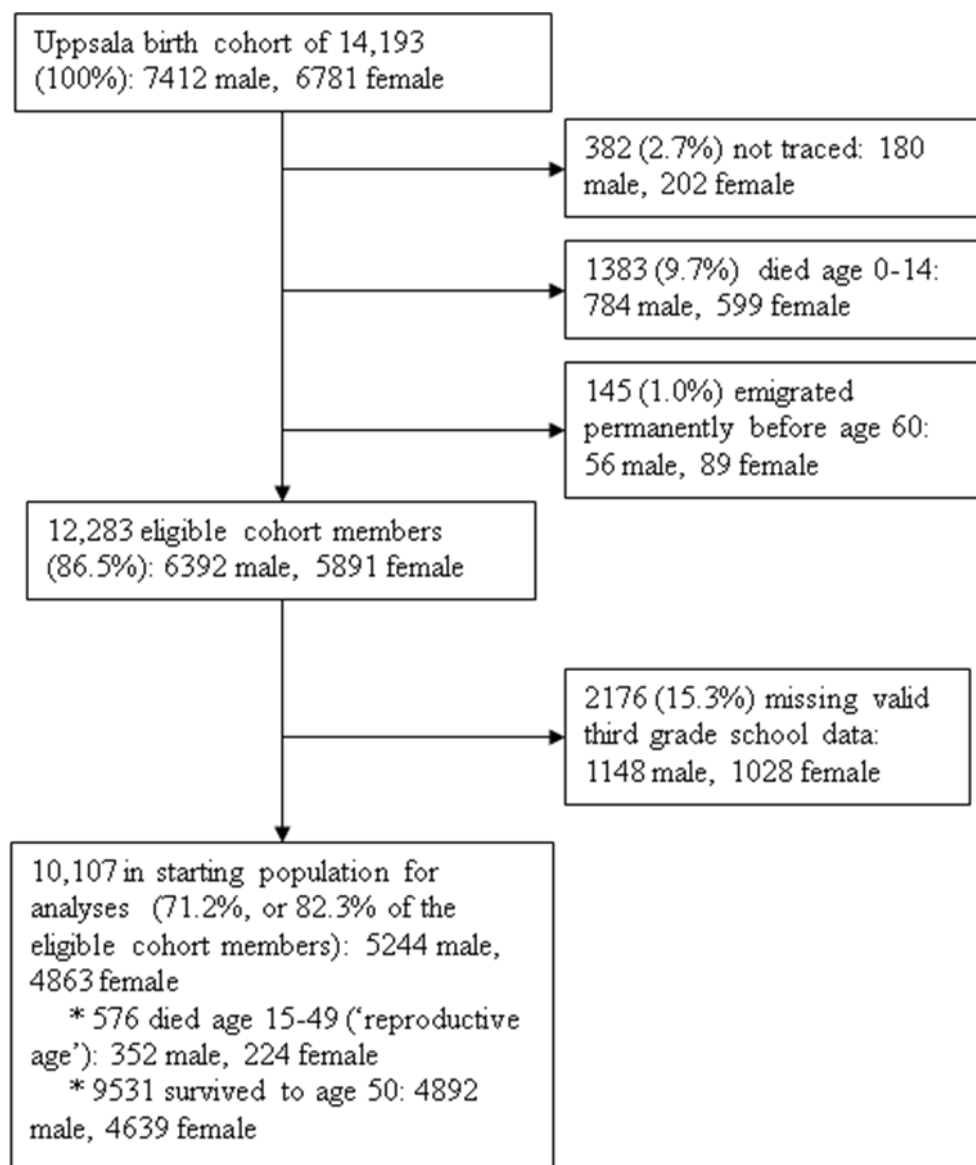 Uppsala birth cohort of 14,193
(100%): 7412 male, 6781 female
382 (2.7%) not traced: 180
male, 202 female
1383 (9.7%) died age 0-14:
784 male, 599 female
145 (1.0%) emigrated
permanently before age 60:
56 male, 89 female
12,283 eligible cohort members
(86.5%): 6392 male, 5891 female
2176 (15.3%) missing valid
third grade school data:
1148 male, 1028 female
10,107 in starting population for
analyses (71.2%, or 82.3% of the
eligible cohort members): 5244 male,
4863 female
* 576 died age 15-49 (‘reproductive
age’): 352 male, 224 female
* 9531 survived to age 50: 4892
male, 4639 female